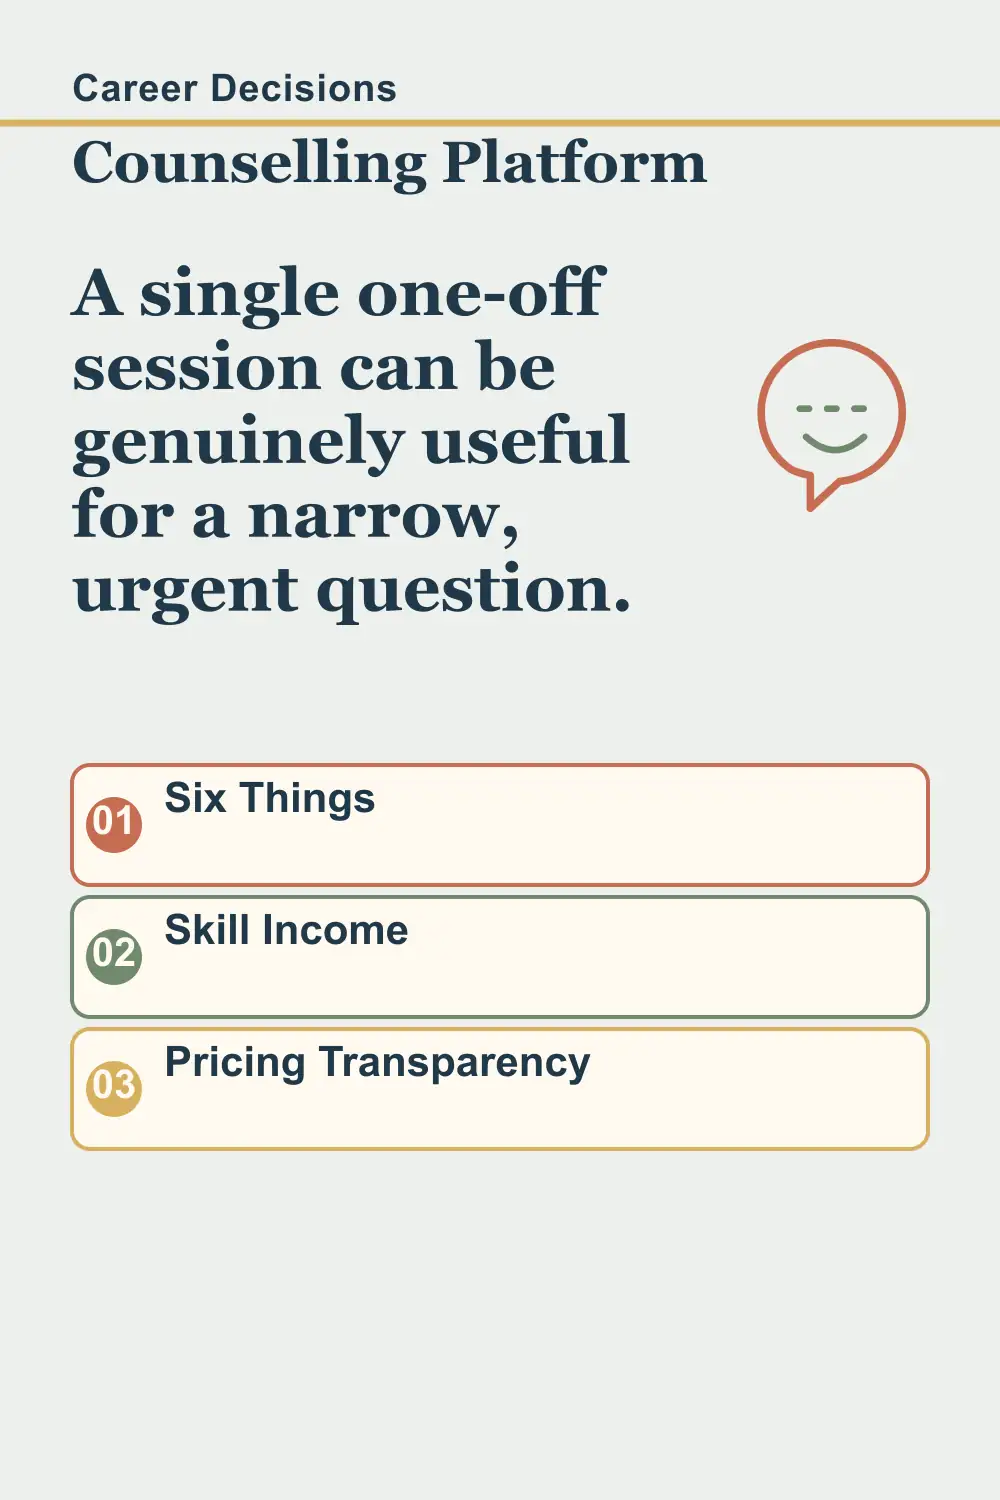 Career Decisions
Counselling Platform
A single one-off
session can be
genuinely useful
for a narrow,
urgent question.
01 Six Things
02 Skill Income
03 Pricing Transparency